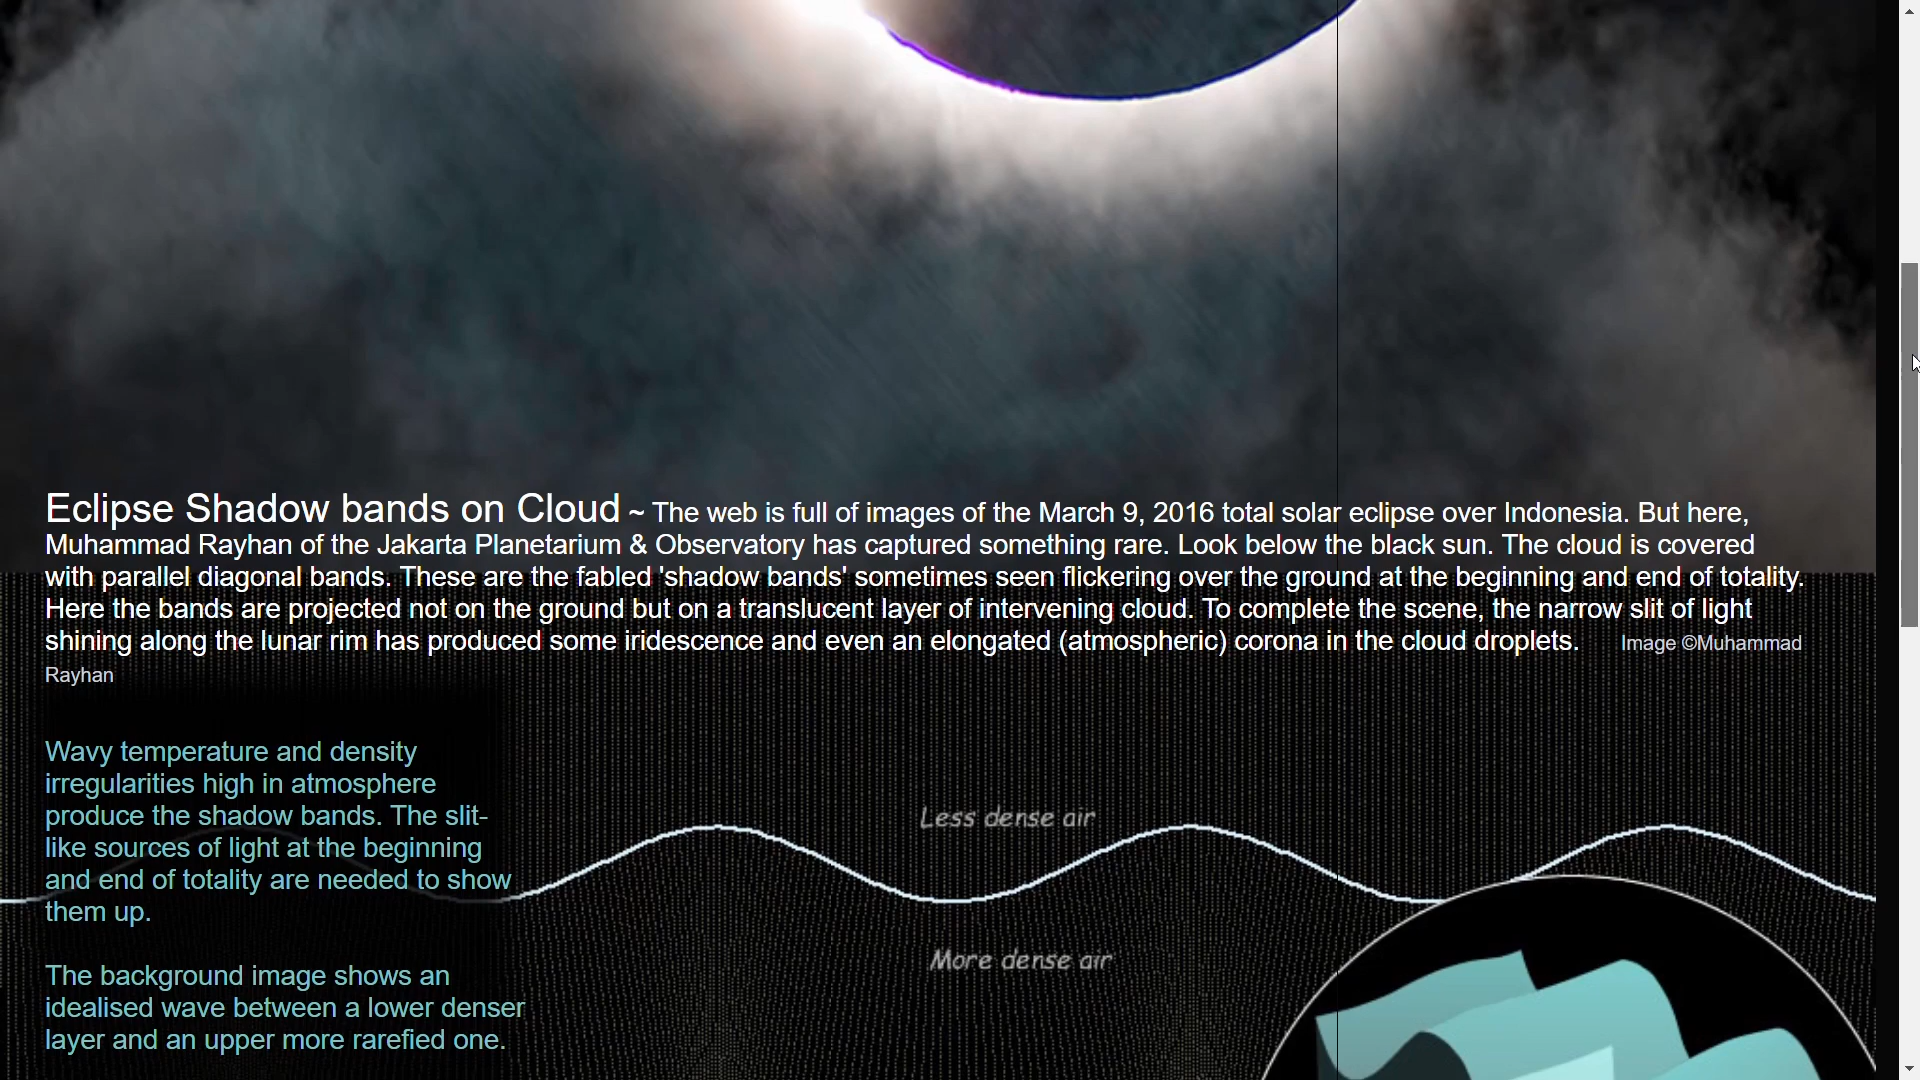 Eclipse Shadow bands on Cloud ~ The web is full of images of the March 9, 2016 total solar eclipse over Indonesia. But here,
Muhammad Rayhan of the Jakarta Planetarium & Observatory has captured something rare. Look below the black sun. The cloud is covered
with parallel diagonal bands. These are the fabled 'shadow bands' sometimes seen flickering over the ground at the beginning and end of totality.
Here the bands are projected not on the ground but on a translucent layer of intervening cloud. To complete the scene, the narrow slit of light
shining along the lunar rim has produced some iridescence and even an elongated (atmospheric) corona in the cloud droplets. Image ©Muhammad
Rayhan
Wavy temperature and density
irregularities high in atmosphere
produce the shadow bands. The slit-
like sources of light at the beginning
and end of totality are needed to show
them up.
Less dense air
More dense air
The background image shows an
idealised wave between a lower denser
layer and an upper more rarefied one.